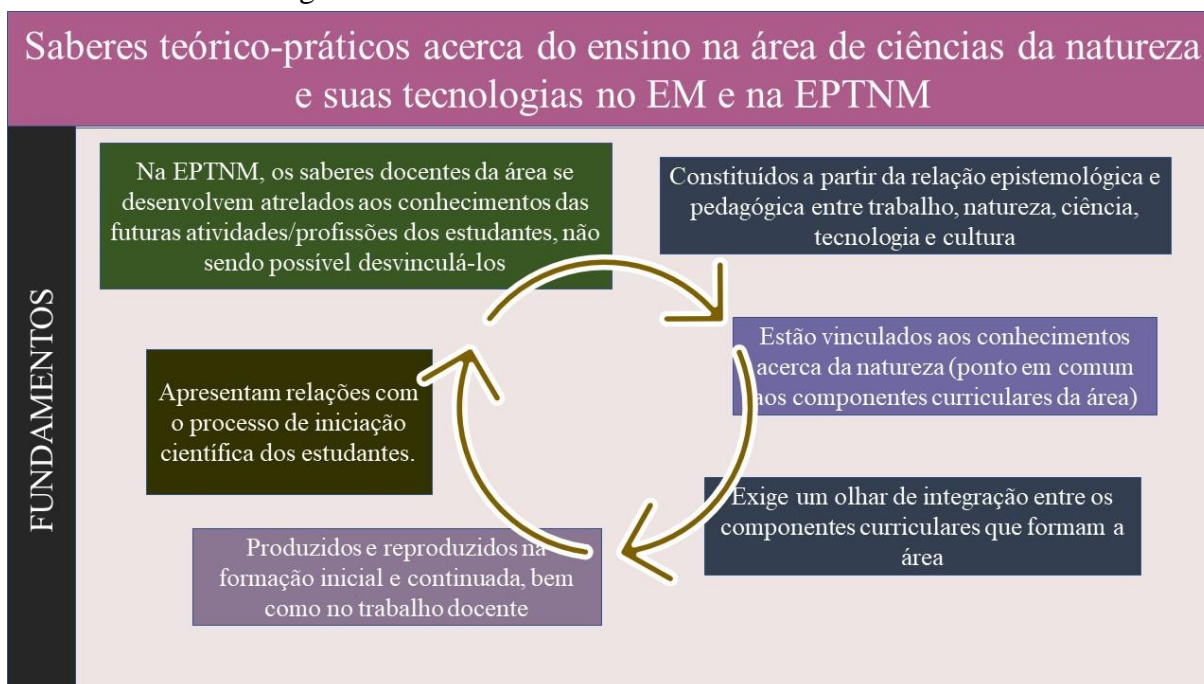 Saberes teórico-práticos acerca do ensino na área de ciências da natureza
e suas tecnologias no EM e na EPTNM
FUNDAMENTOS
Na EPTNM, os saberes docentes da área se
desenvolvem atrelados aos conhecimentos das
futuras atividades/profissões dos estudantes, não
sendo possível desvinculá-los
Constituídos a partir da relação epistemológica e
pedagógica entre trabalho, natureza, ciência,
tecnologia e cultura
Estão vinculados aos conhecimentos
acerca da natureza (ponto em comum
aos componentes curriculares da área)
Exige um olhar de integração entre os
componentes curriculares que formam a
área
Produzidos e reproduzidos na
formação inicial e continuada, bem
como no trabalho docente
Apresentam relações com
o processo de iniciação
científica dos estudantes.